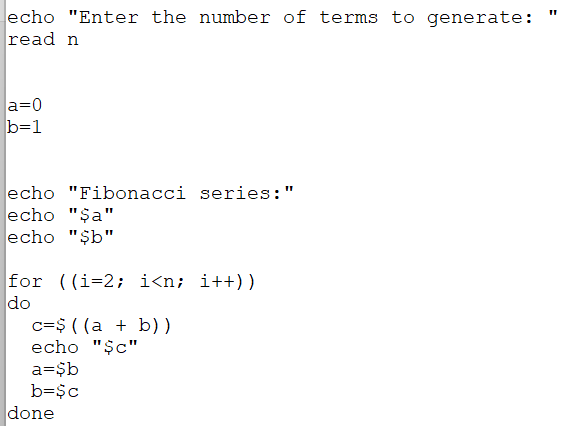 echo "Enter the number of terms to generate: "
read n
a=0
b=1
echo "Fibonacci series:"
echo "$a"
echo "$b"
for ((i=2; i<n; i++))
do
  c=$((a + b))
  echo "$c"
  a=$b
  b=$c
done